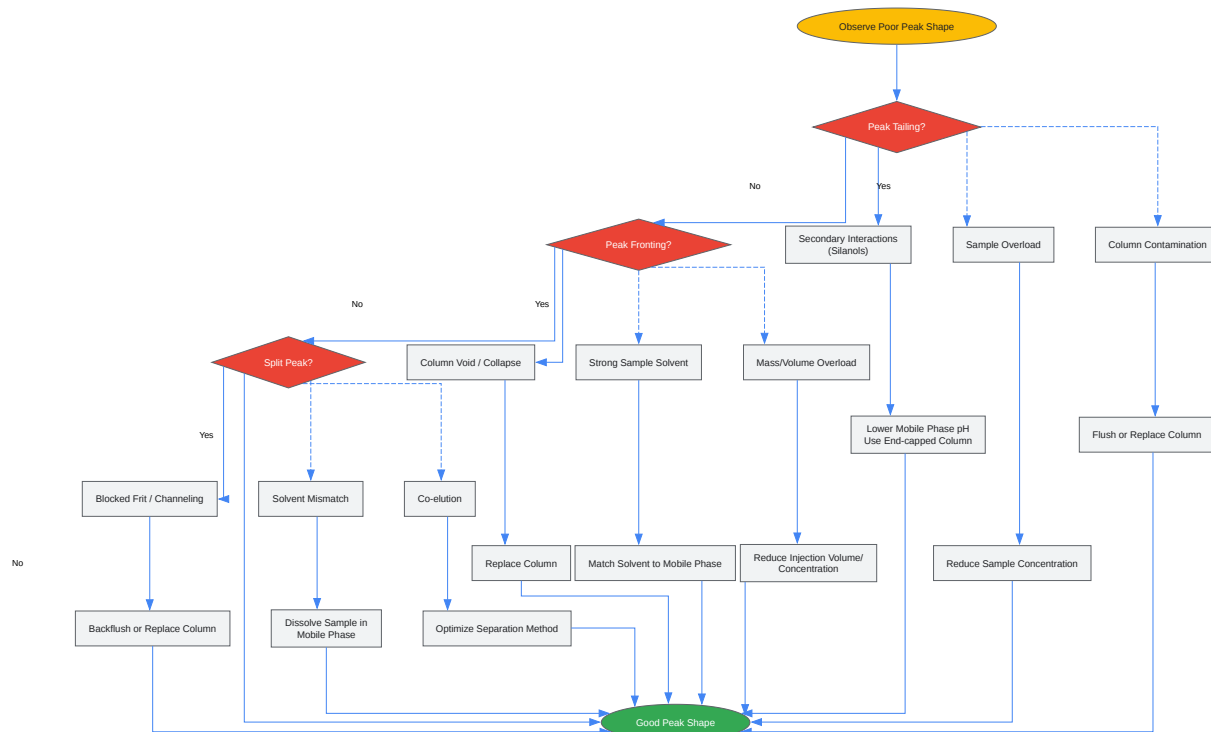 Observe Poor Peak Shape
Peak Tailing?
No
Yes
Peak Fronting?
Secondary Interactions
(Silanols)
Sample Overload
Column Contamination
No
Yes
Split Peak?
Column Void / Collapse
Strong Sample Solvent
Mass/Volume Overload
Yes
Lower Mobile Phase pH
Use End-capped Column
Flush or Replace Column
Blocked Frit / Channeling
Solvent Mismatch
Co-elution
No
Replace Column
Match Solvent to Mobile Phase
Reduce Injection Volume/
Concentration
Reduce Sample Concentration
Backflush or Replace Column
Dissolve Sample in
Mobile Phase
Optimize Separation Method
Good Peak Shape